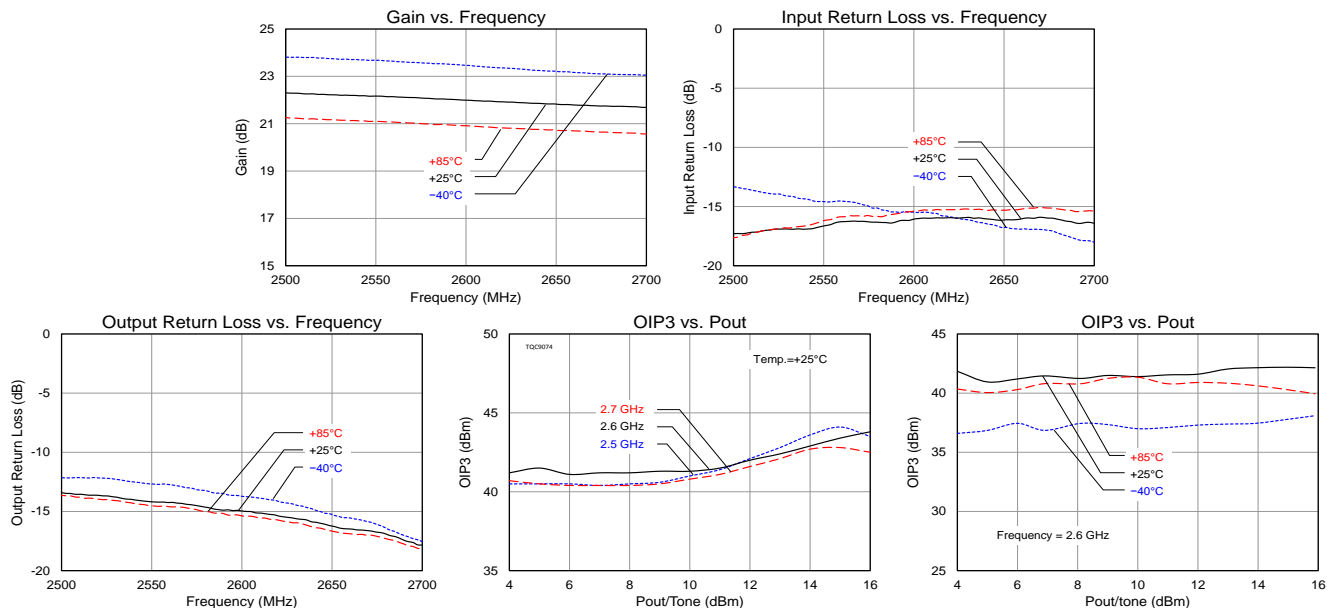 Gain vs. Frequency
25
23
21
19
17
15
Gain (dB)
+85°C
+25°C
−40°C
2500
2550
2600
2650
2700
Frequency (MHz)
Input Return Loss vs. Frequency
0
-5
-10
-15
-20
Input Return Loss (dB)
+85°C
+25°C
−40°C
2500
2550
2600
2650
2700
Frequency (MHz)
Output Return Loss vs. Frequency
0
-5
-10
-15
-20
Output Return Loss (dB)
+85°C
+25°C
−40°C
2500
2550
2600
2650
2700
Frequency (MHz)
OIP3 vs. Pout
50
45
40
35
OIP3 (dBm)
TQC9074
Temp.=+25°C
2.7 GHz
2.6 GHz
2.5 GHz
4
6
8
10
12
14
16
Pout/Tone (dBm)
OIP3 vs. Pout
45
40
35
30
25
OIP3 (dBm)
+85°C
+25°C
−40°C
Frequency = 2.6 GHz
4
6
8
10
12
14
16
Pout/tone (dBm)